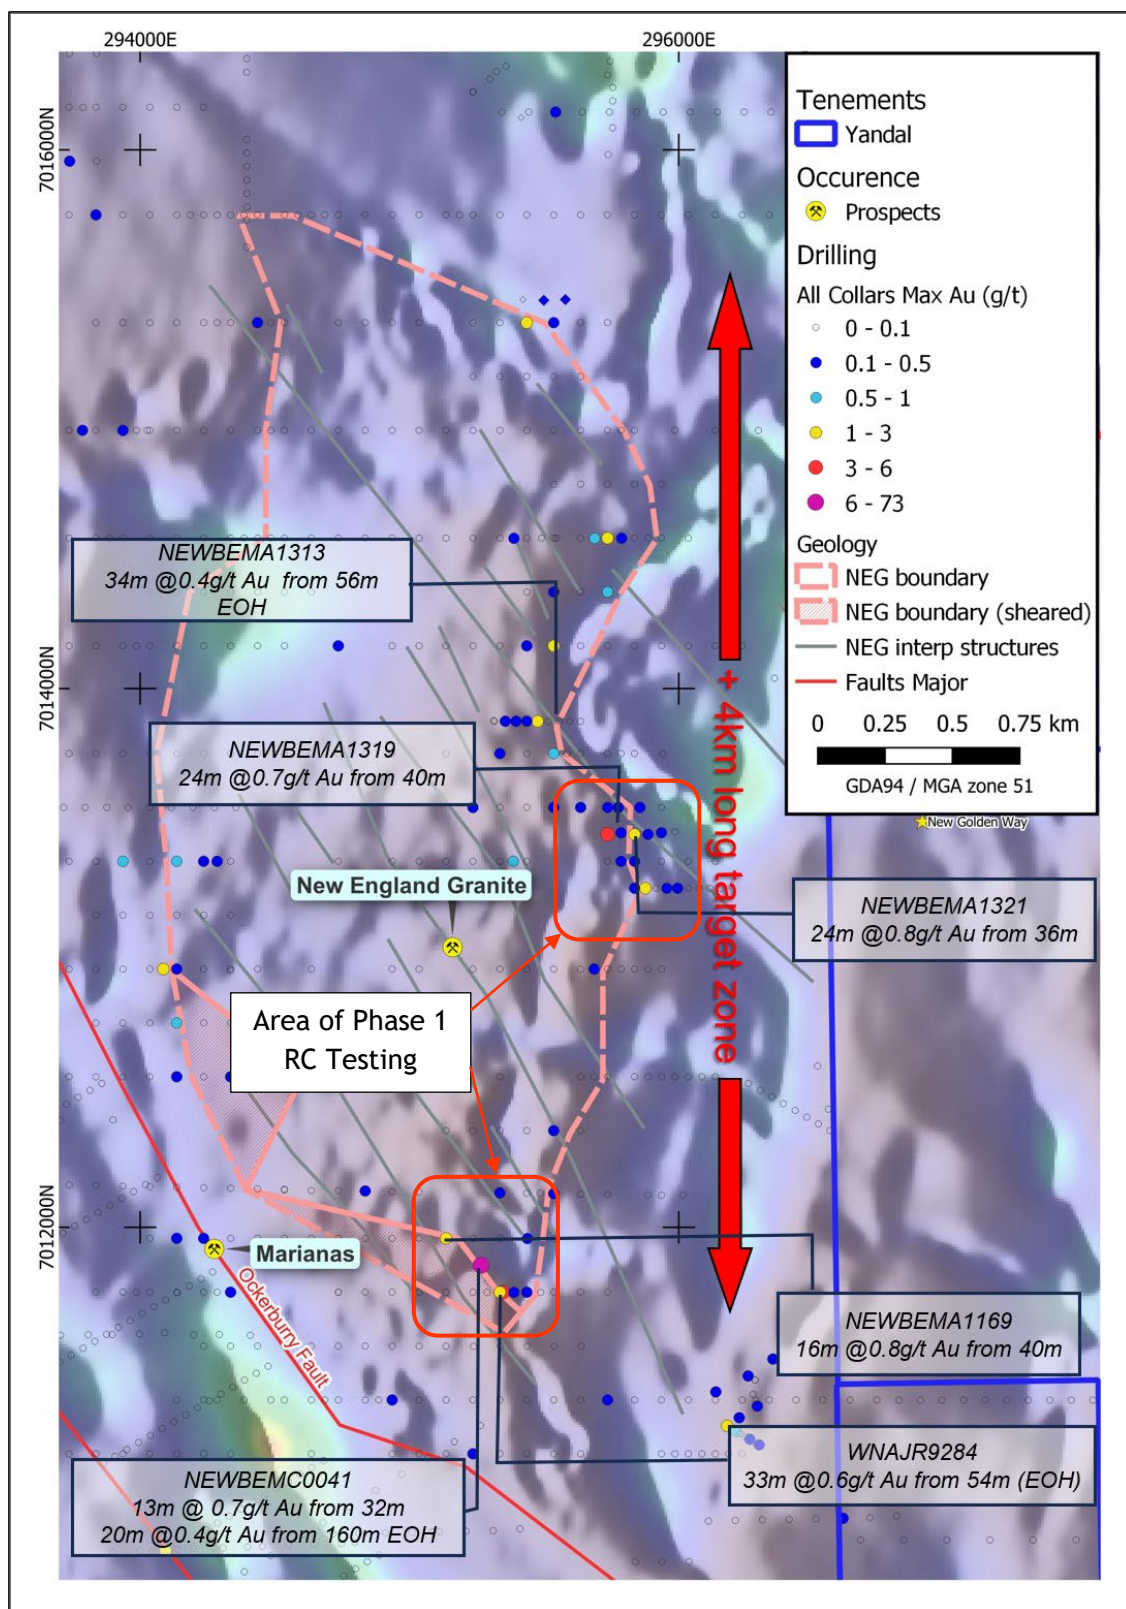 294000E
296000E
7016000N
7014000N
7012000N
Tenements
Yandal
Occurence
Prospects
Drilling
All Collars Max Au (g/t)
0 - 0.1
0.1 - 0.5
0.5 - 1
1 - 3
3 - 6
6 - 73
Geology
NEG boundary
NEG boundary (sheared)
NEG interp structures
Faults Major
0 0.25 0.5 0.75 km
GDA94 / MGA zone 51
New Golden Way
NEWBEMA1313
34m @0.4g/t Au from 56m
EOH
NEWBEMA1319
24m @0.7g/t Au from 40m
+ 4km long target zone
New England Granite
NEWBEMA1321
24m @0.8g/t Au from 36m
Area of Phase 1
RC Testing
Marianas
Ockerburry Fault
NEWBEMA1169
16m @0.8g/t Au from 40m
WNAJR9284
33m @0.6g/t Au from 54m (EOH)
NEWBEMC0041
13m @ 0.7g/t Au from 32m
20m @0.4g/t Au from 160m EOH